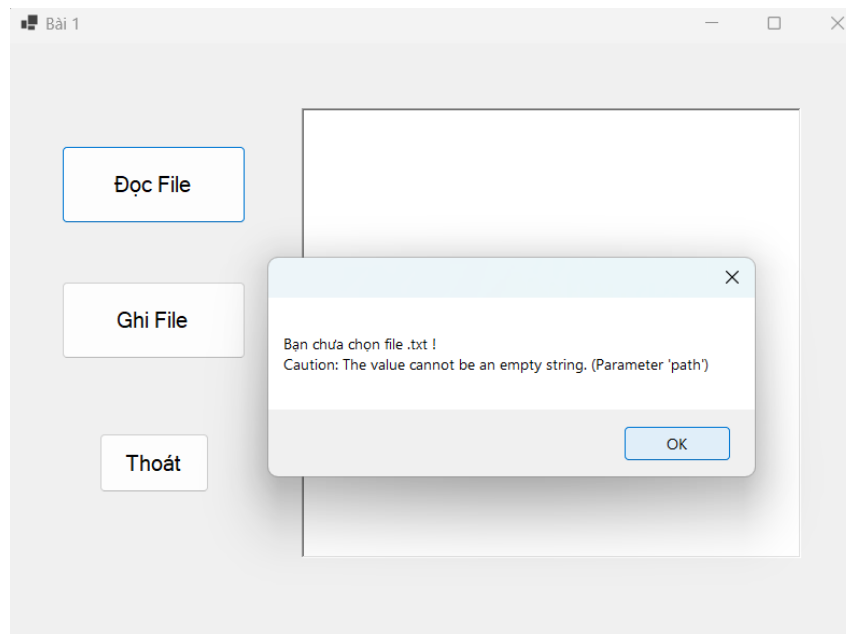 Bài 1
Đọc File
Ghi File
Thoát
Bạn chưa chọn file .txt !
Caution: The value cannot be an empty string. (Parameter 'path')
OK